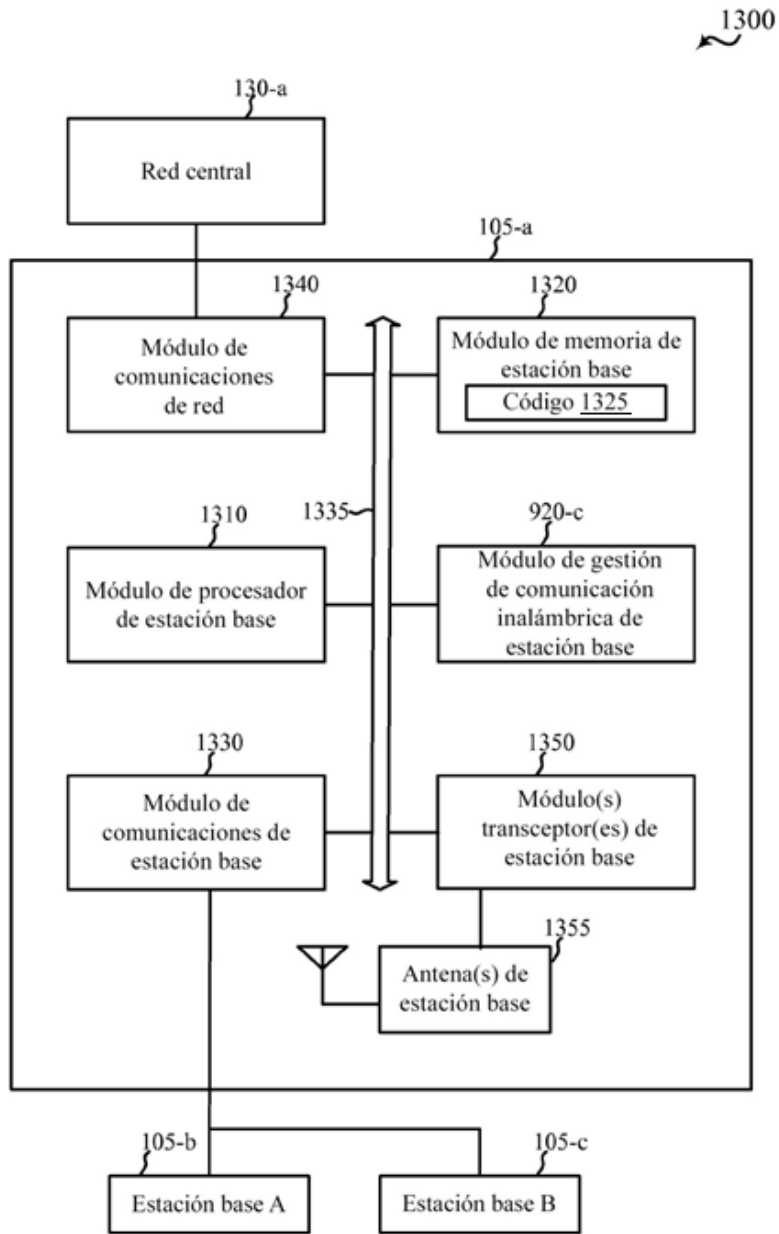 1300
130-a
Red central
105-a
1340
Módulo de
comunicaciones
de red
1320
Módulo de memoria de
estación base
Código 1325
1335
1310
Módulo de procesador
de estación base
920-c
Módulo de gestión
de comunicación
inalámbrica de
estación base
1330
Módulo de
comunicaciones de
estación base
1350
Módulo(s)
transceptor(es) de
estación base
1355
Antena(s) de
estación base
105-b
Estación base A
105-c
Estación base B